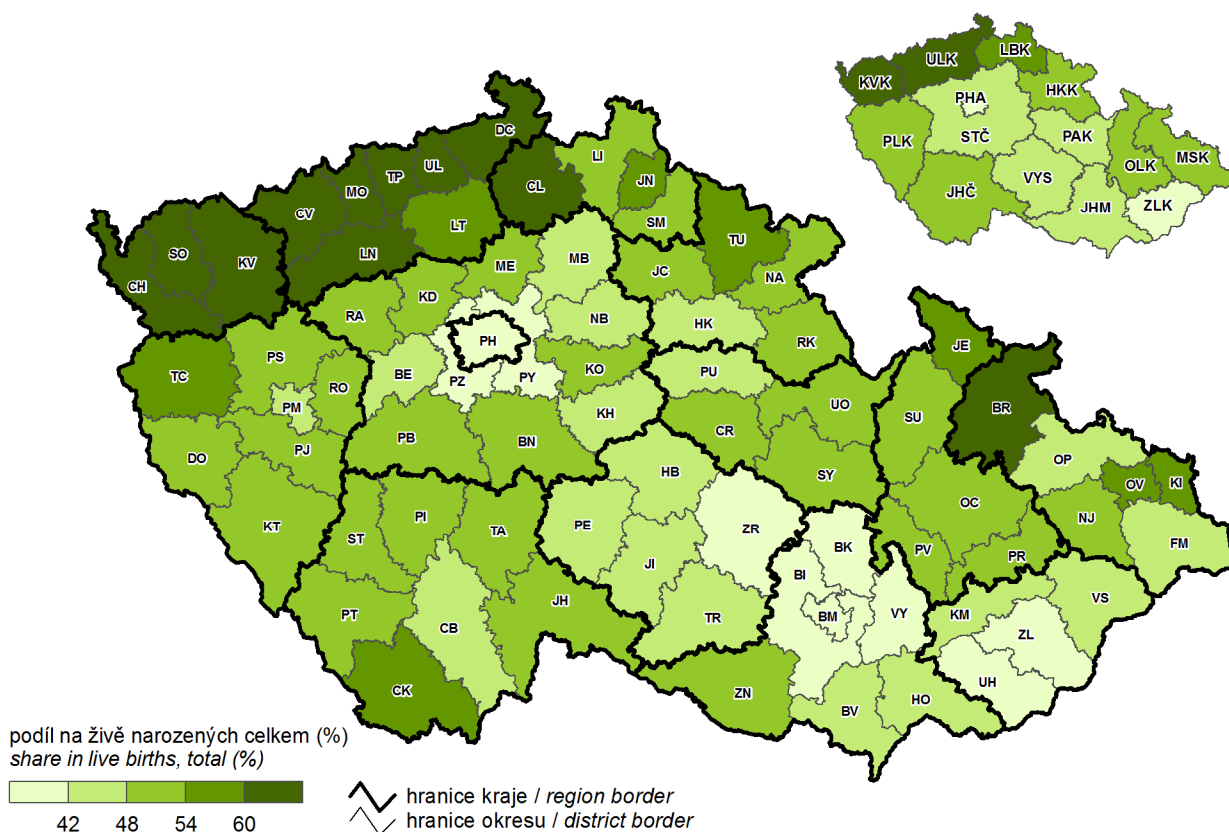 ULK
LBK
KVK
HKK
PHA
STČ
PAK
PLK
OLK
MSK
VYS
JHČ
JHM
ZLK
DC
UL
TP
MO
CL
LI
JN
CV
LT
SM
TU
SO
KV
LN
CH
ME
MB
JC
NA
KD
RA
NB
HK
PH
RK
JE
TC
PS
RO
BE
PZ
PY
KO
PU
PM
KH
UO
SU
BR
PB
BN
CR
DO
PJ
SY
OP
HB
OV
KI
OC
NJ
KT
ST
PI
TA
PE
ZR
BK
PV
PR
FM
JI
BI
PT
CB
JH
TR
BM
VY
KM
VS
ZL
UH
CK
ZN
BV
HO
podíl na živě narozených celkem (%)
share in live births, total (%)
42 48 54 60
hranice kraje / region border
hranice okresu / district border